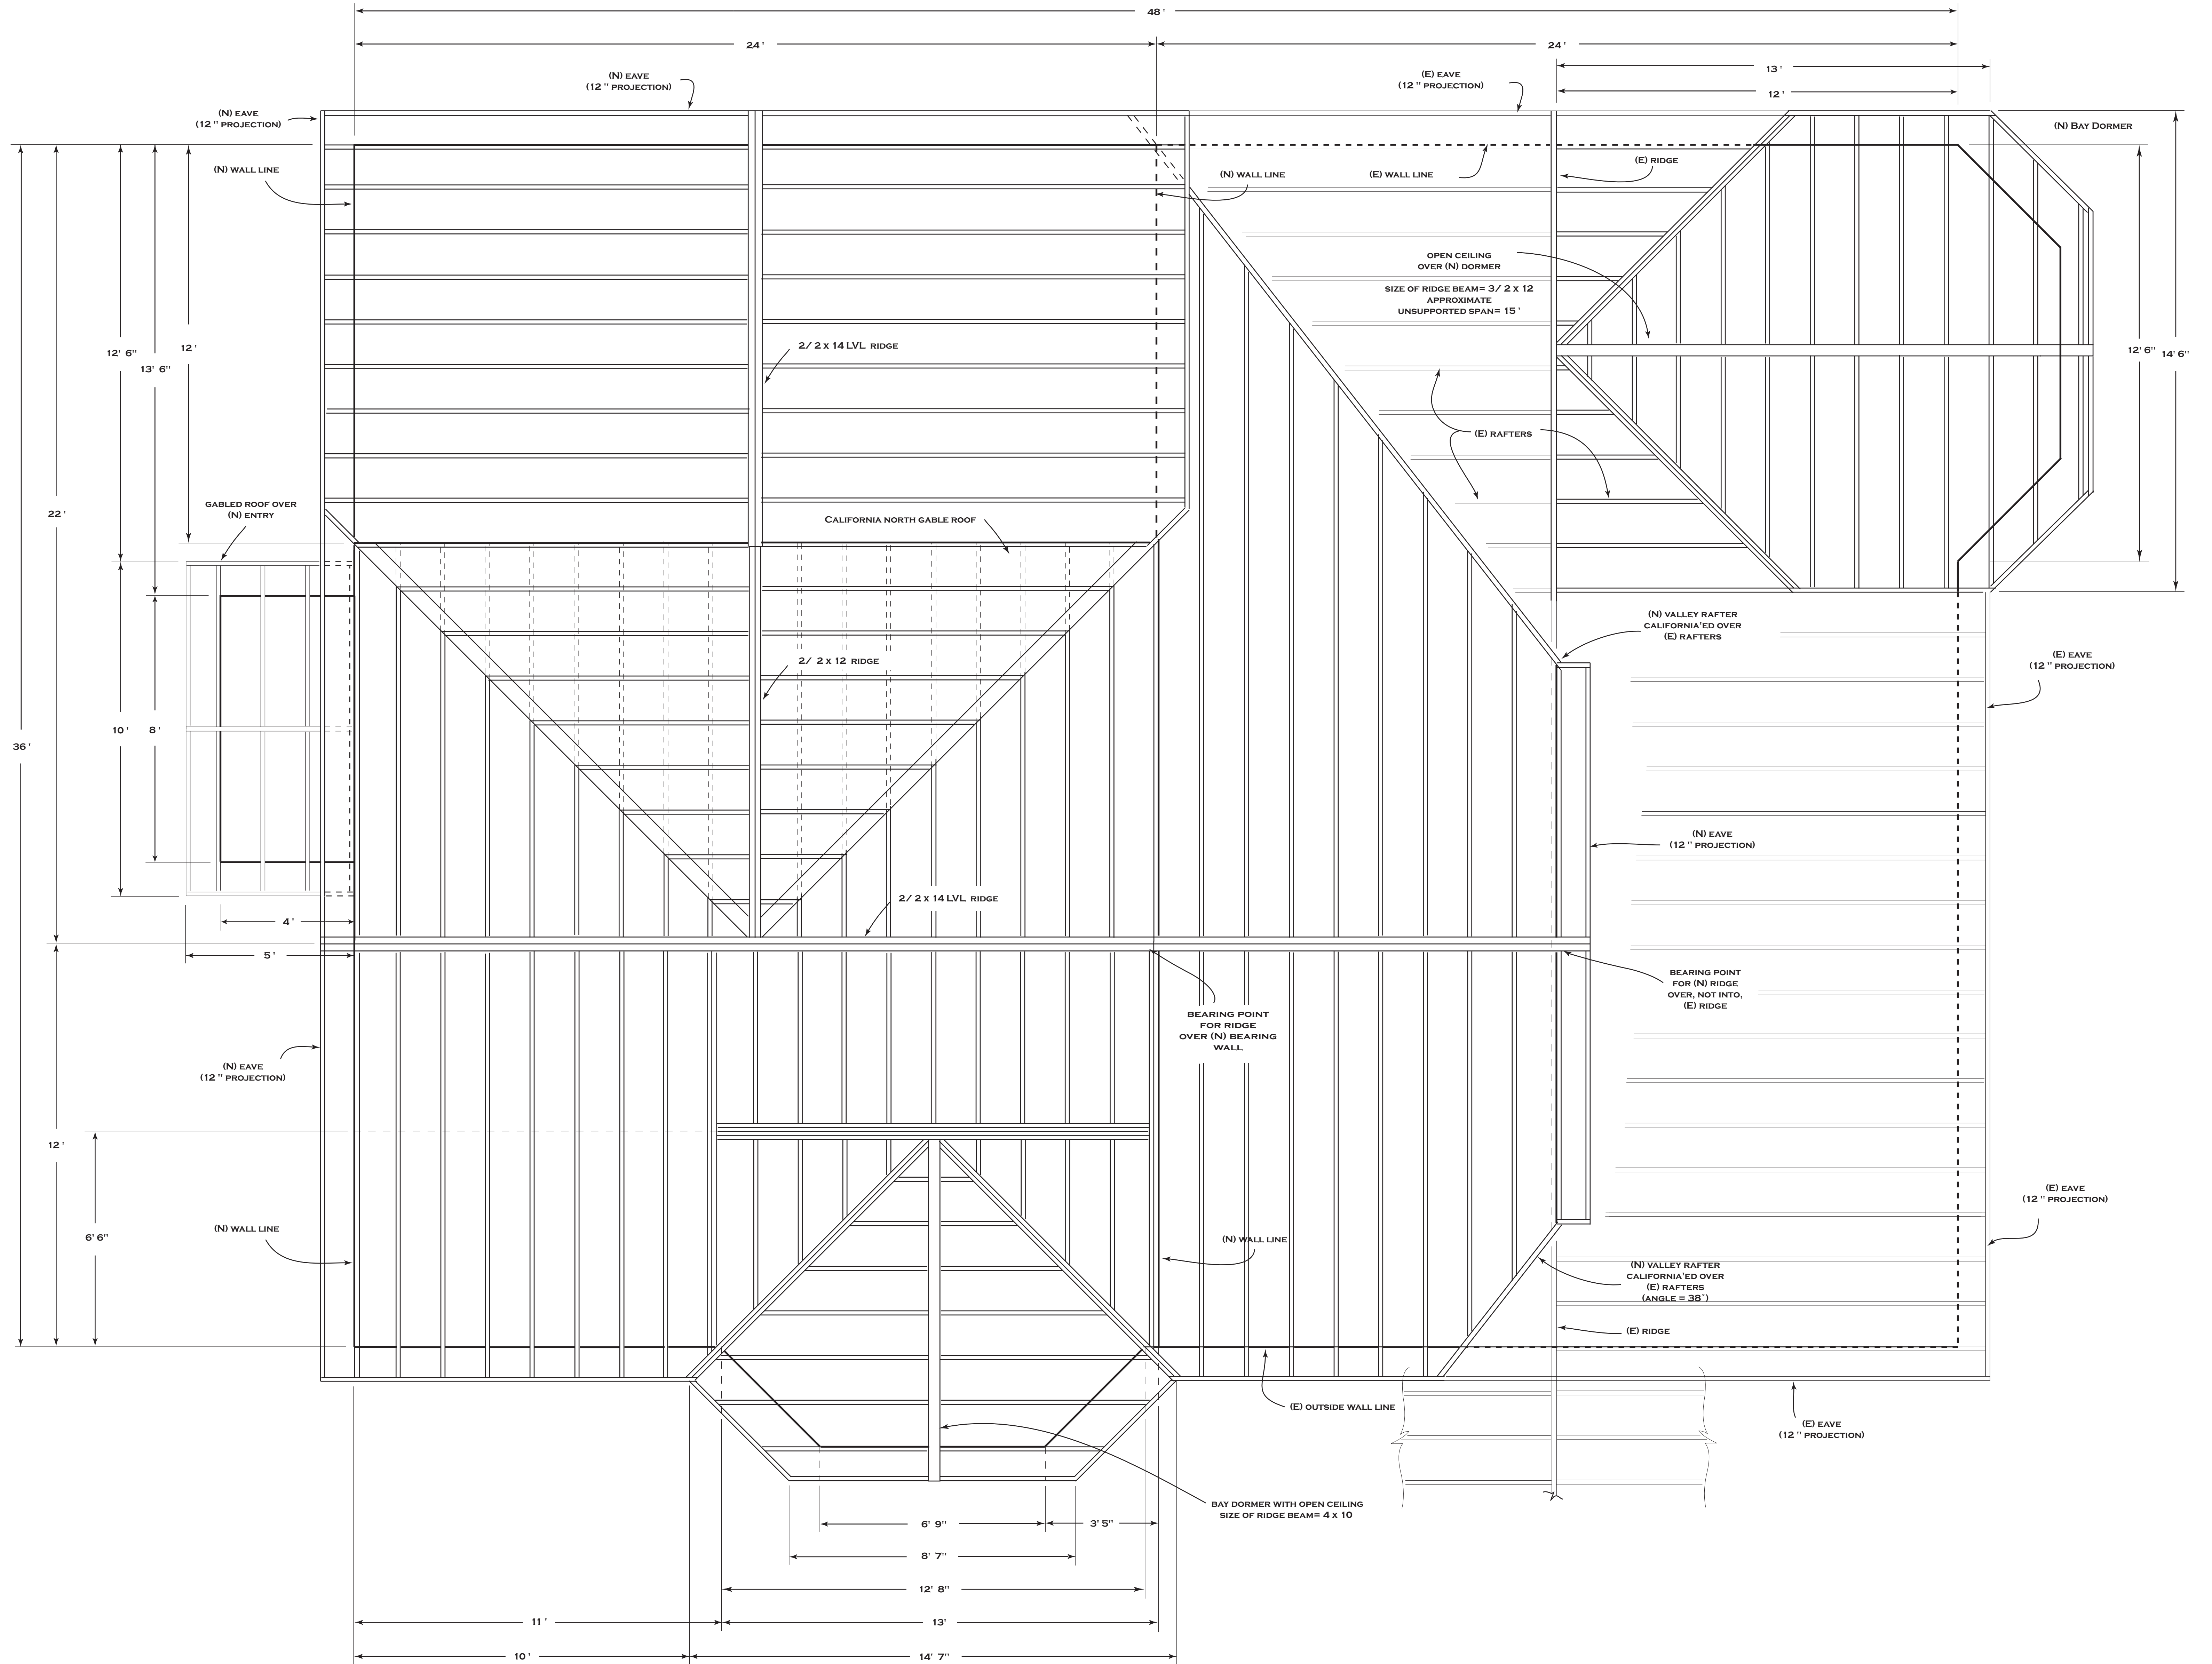 48 '
24 '
24 '
13 '
12 '
(N) EAVE
(12 " PROJECTION)
(E) EAVE
(12 " PROJECTION)
(N) EAVE
(12 " PROJECTION)
(N) BAY DORMER
(N) WALL LINE
(N) WALL LINE
(E) WALL LINE
(E) RIDGE
OPEN CEILING
OVER (N) DORMER
SIZE OF RIDGE BEAM= 3/ 2 X 12
APPROXIMATE
UNSUPPORTED SPAN= 15 '
2/ 2 X 14 LVL RIDGE
12' 6"
13' 6"
12 '
12' 6"
14' 6"
(E) RAFTERS
GABLED ROOF OVER
(N) ENTRY
22 '
CALIFORNIA NORTH GABLE ROOF
(N) VALLEY RAFTER
CALIFORNIA'ED OVER
(E) RAFTERS
2/ 2 X 12 RIDGE
(E) EAVE
(12 " PROJECTION)
36 '
10 '
8 '
(N) EAVE
(12 " PROJECTION)
2/ 2 X 14 LVL RIDGE
4 '
5 '
BEARING POINT
FOR (N) RIDGE
OVER, NOT INTO,
(E) RIDGE
BEARING POINT
FOR RIDGE
OVER (N) BEARING
WALL
(N) EAVE
(12 " PROJECTION)
12 '
(E) EAVE
(12 " PROJECTION)
6' 6"
(N) WALL LINE
(N) WALL LINE
(N) VALLEY RAFTER
CALIFORNIA'ED OVER
(E) RAFTERS
(ANGLE = 38˚)
(E) RIDGE
(E) OUTSIDE WALL LINE
(E) EAVE
(12 " PROJECTION)
BAY DORMER WITH OPEN CEILING
SIZE OF RIDGE BEAM= 4 X 10
6' 9"
3' 5"
8' 7"
12' 8"
11 '
13'
10 '
14' 7"